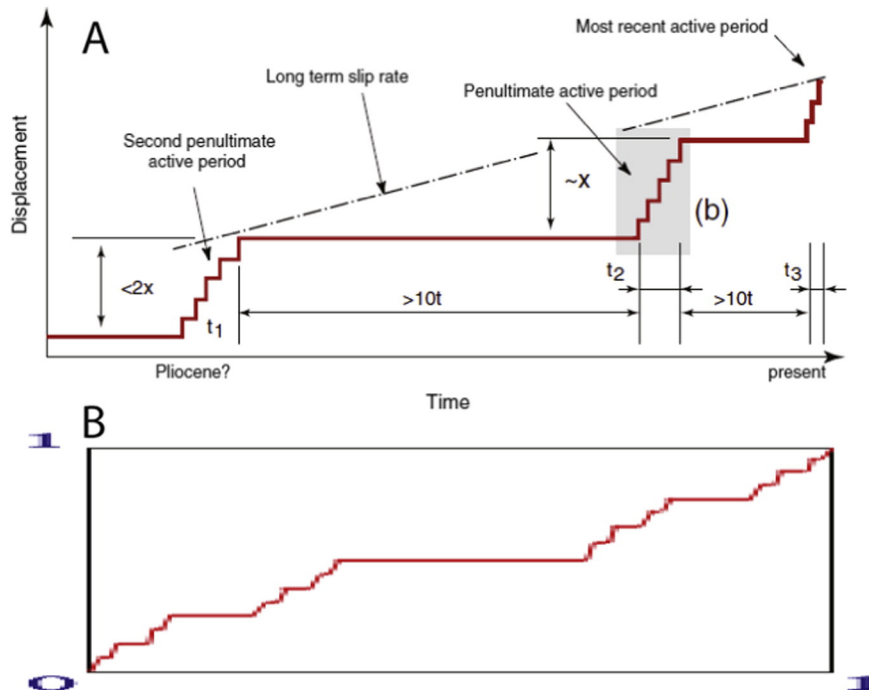 A
Most recent active period
Long term slip rate
Penultimate active period
Second penultimate
active period
Displacement
~x
(b)
<2x
t1
t2
t3
>10t
>10t
Pliocene?
present
Time
B
1
0
1